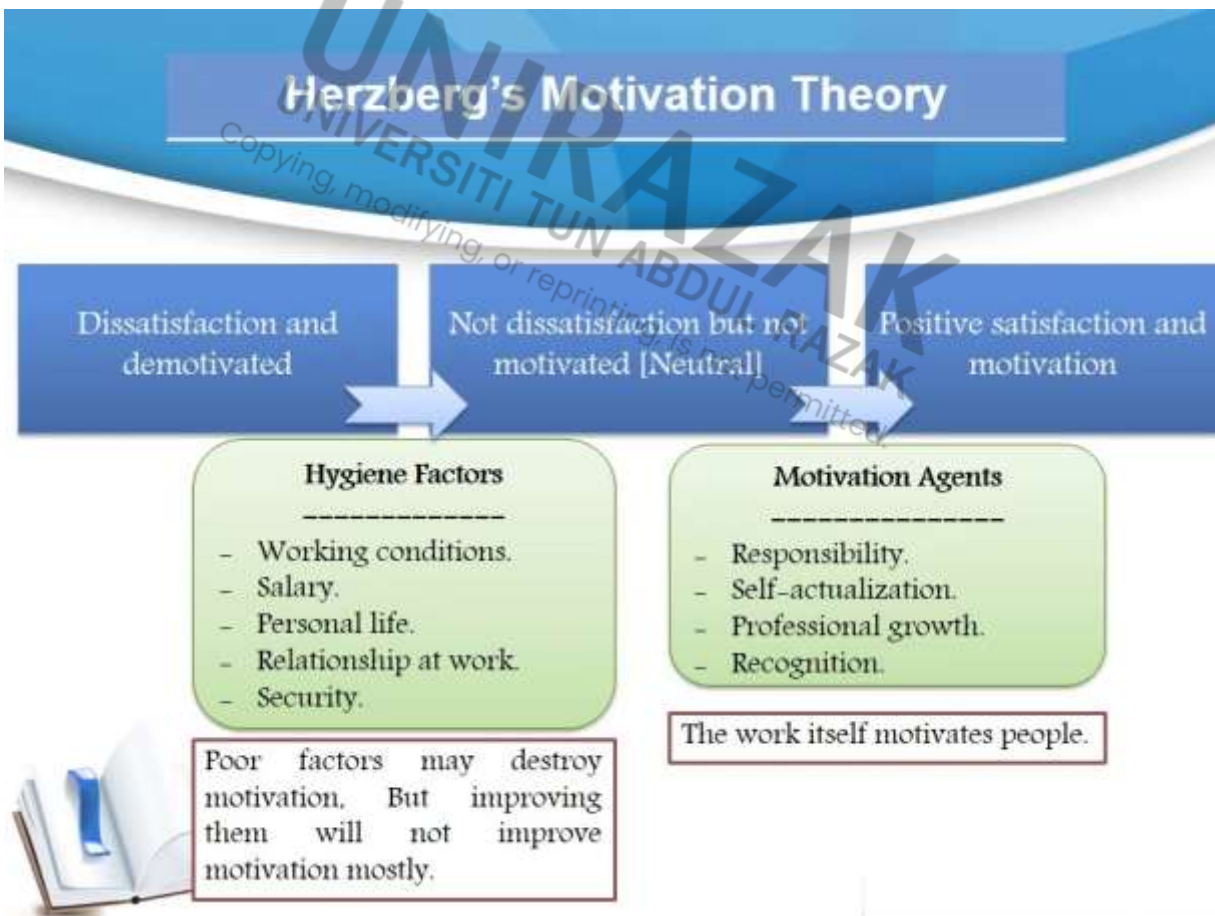 UNIRAZAK
UNIVERSITI TUN ABDUL RAZAK
Copying, modifying, or reprinting, is not permitted.
Herzberg's Motivation Theory
Dissatisfaction and
demotivated
Not dissatisfaction but not
motivated [Neutral]
Positive satisfaction and
motivation
Hygiene Factors
-------------
- Working conditions.
- Salary.
- Personal life.
- Relationship at work.
- Security.
Poor factors may destroy
motivation. But improving
them will not improve
motivation mostly.
Motivation Agents
---------------
- Responsibility.
- Self-actualization.
- Professional growth.
- Recognition.
The work itself motivates people.